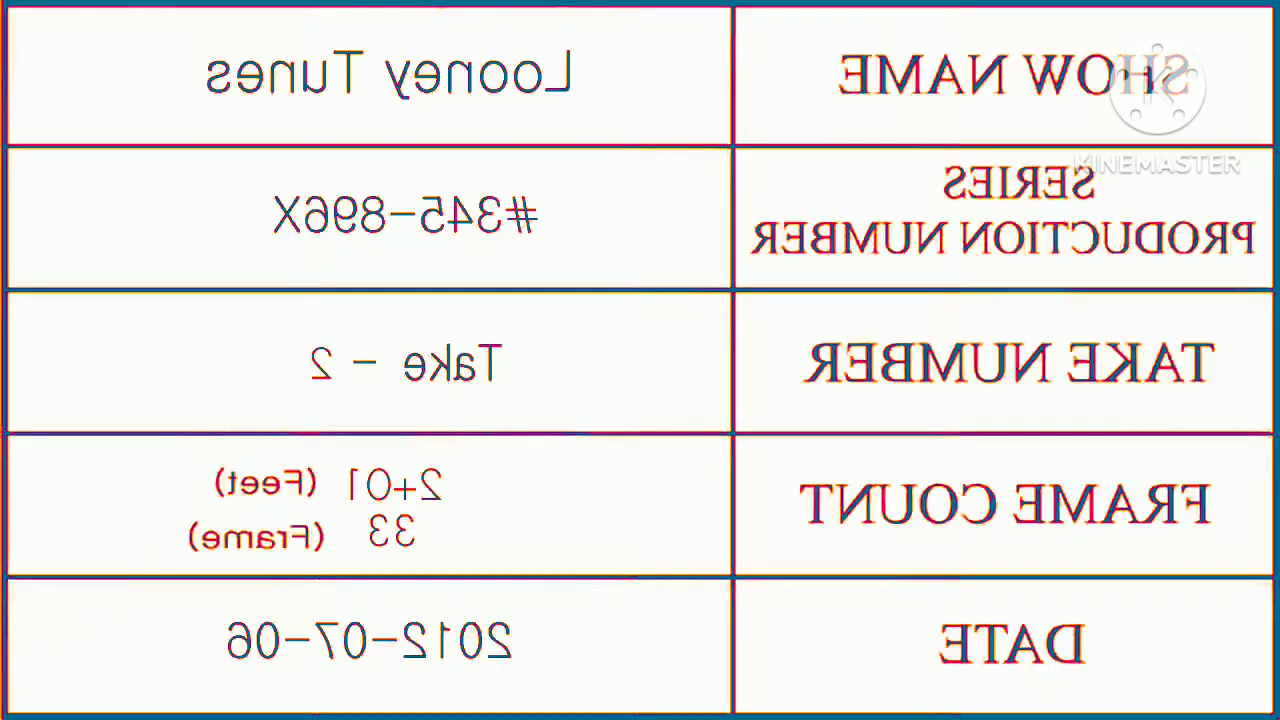 SHOW NAME
Looney Tunes
KINEMASTER
SERIES
PRODUCTION NUMBER
#345-896X
TAKE NUMBER
Take - 2
FRAME COUNT
2+01 (Feet)
33 (Frame)
DATE
2012-07-06